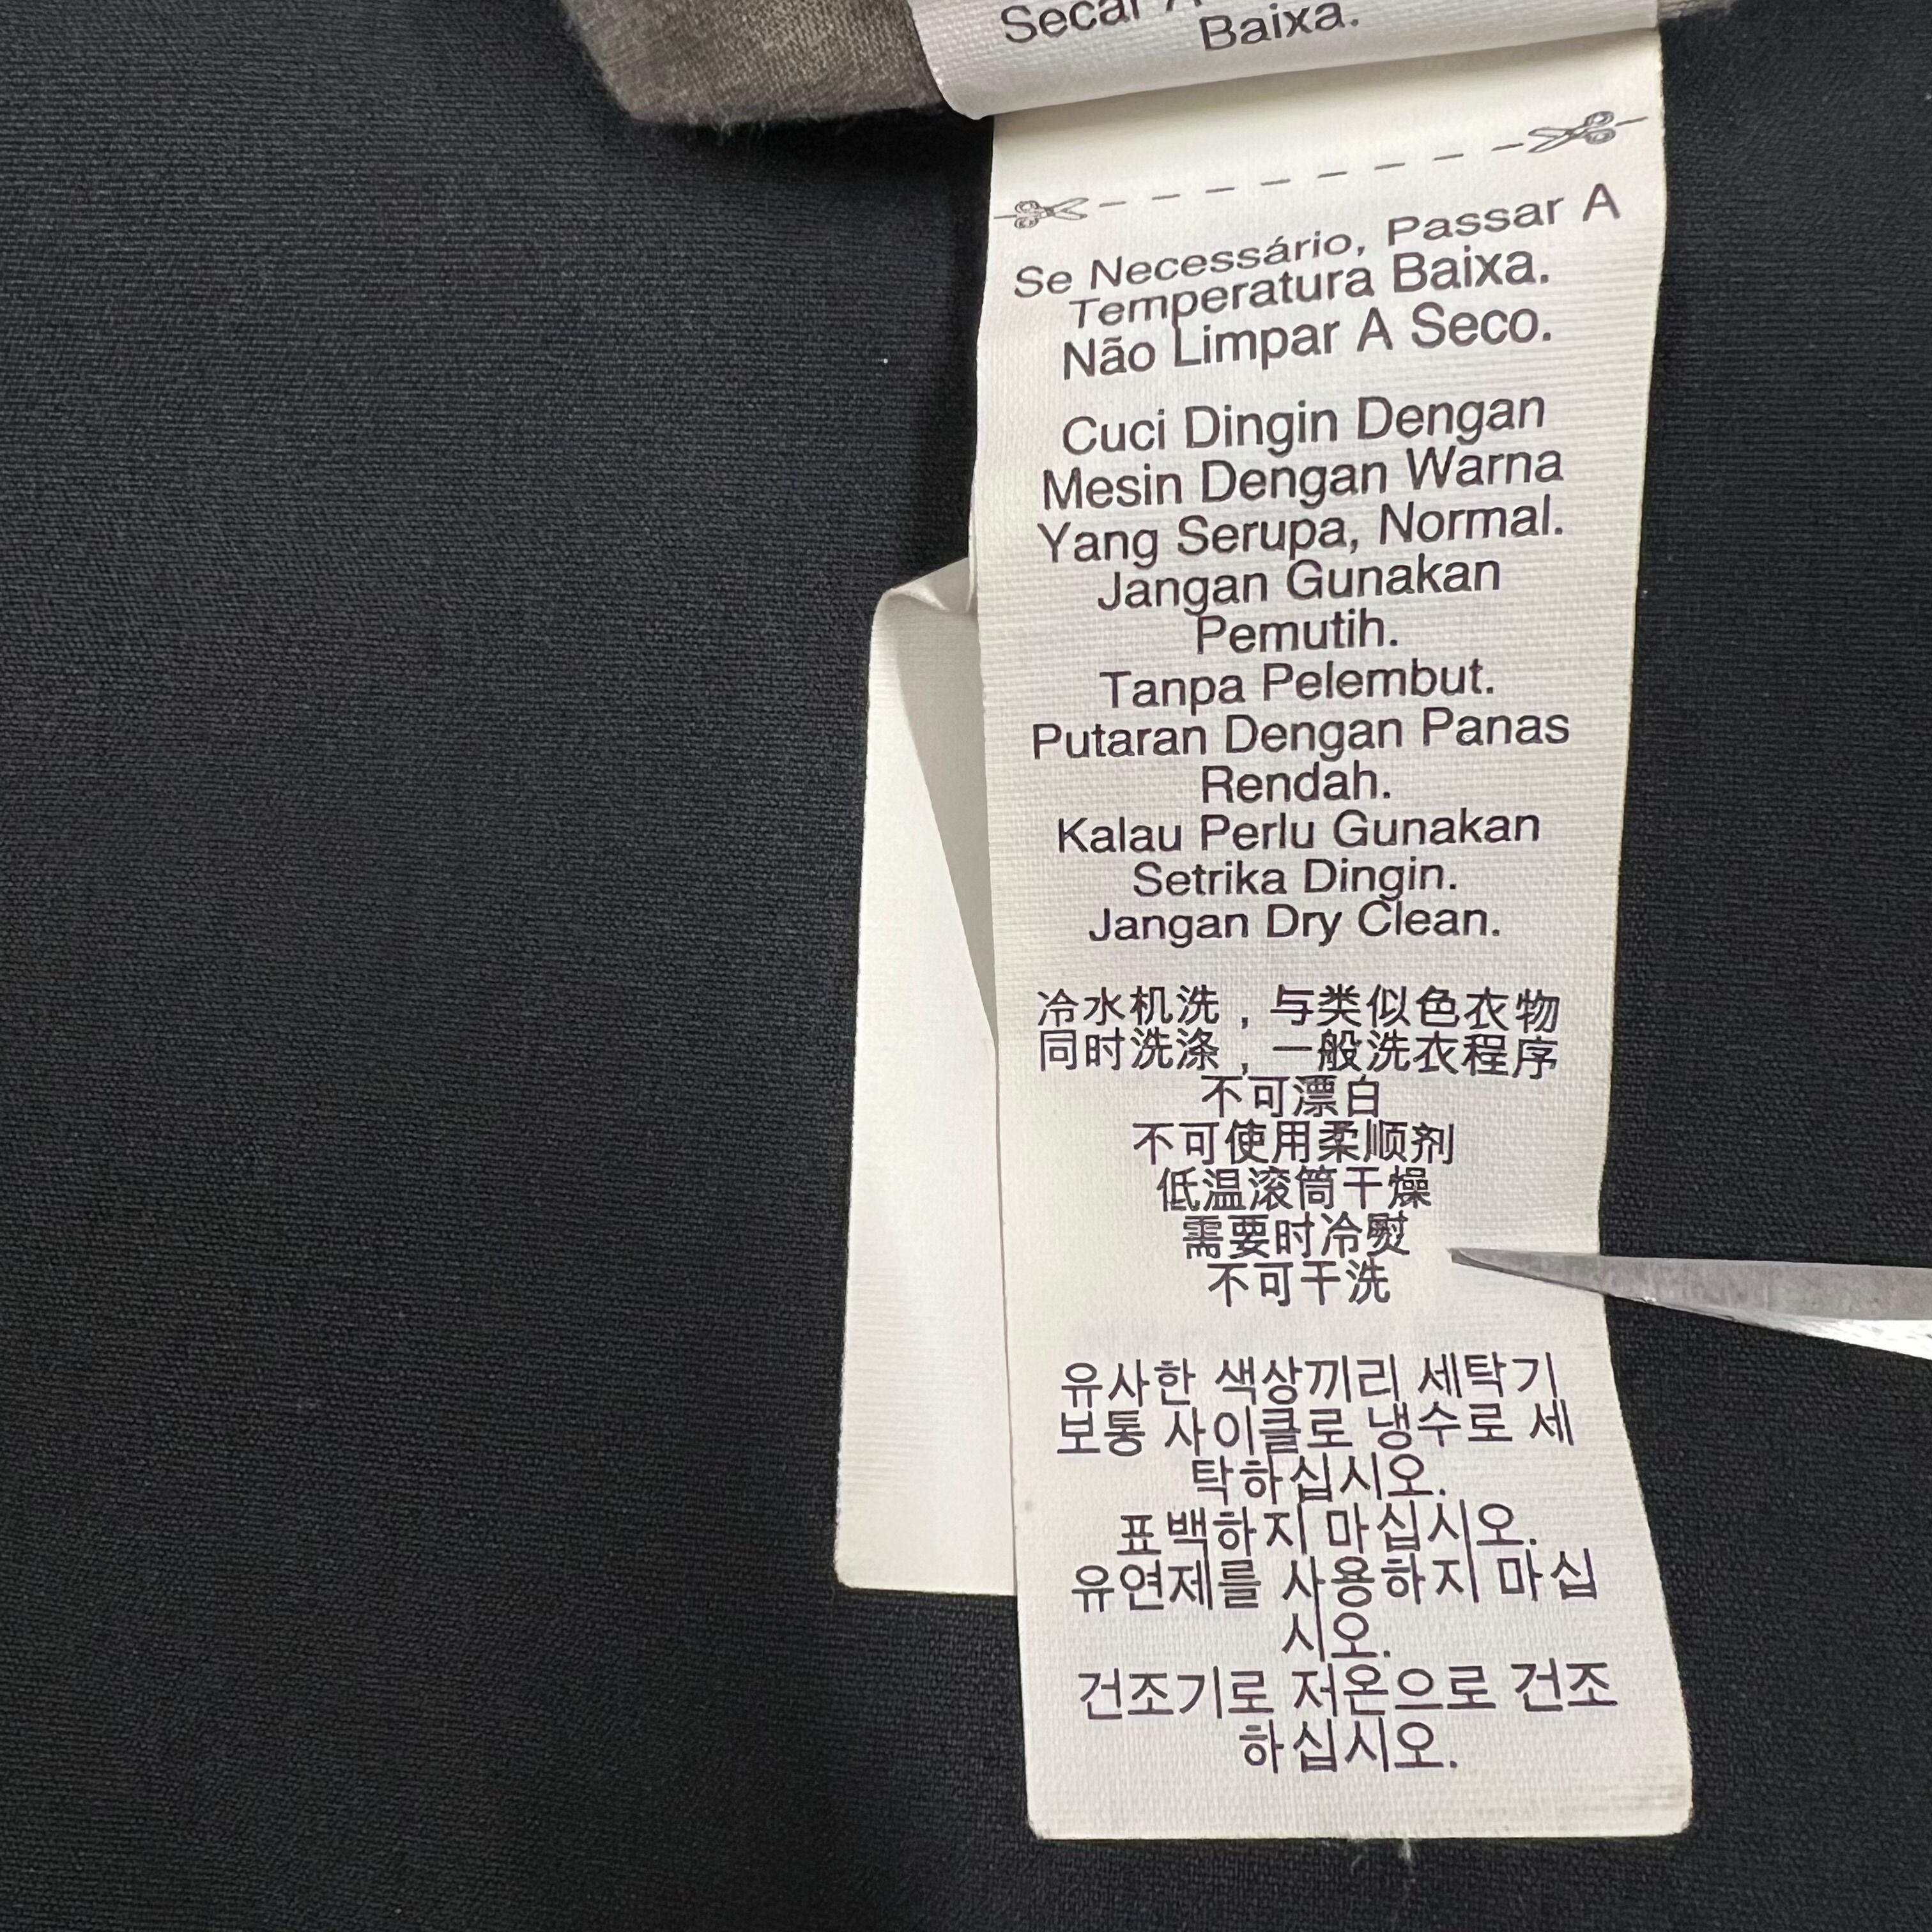 Secar A
Baixa.
Se Necessário, Passar A
Temperatura Baixa.
Não Limpar A Seco.
Cuci Dingin Dengan
Mesin Dengan Warna
Yang Serupa, Normal.
Jangan Gunakan
Pemutih.
Tanpa Pelembut.
Putaran Dengan Panas
Rendah.
Kalau Perlu Gunakan
Setrika Dingin.
Jangan Dry Clean.
冷水机洗，与类似色衣物
同时洗涤，一般洗衣程序
不可漂白
不可使用柔顺剂
低温滚筒干燥
需要时冷熨
不可干洗
유사한 색상끼리 세탁기
보통 사이클로 냉수로 세
탁하십시오.
표백하지 마십시오.
유연제를 사용하지 마십
시오.
건조기로 저온으로 건조
하십시오.